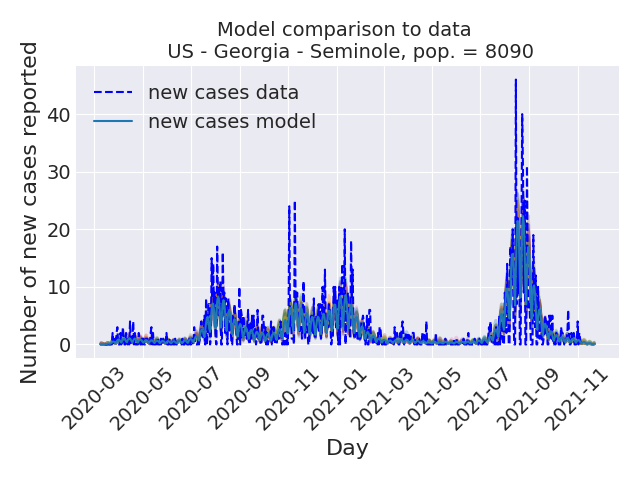 Model comparison to data
US - Georgia - Seminole, pop. = 8090
Number of new cases reported
40
30
20
10
0
new cases data
new cases model
2020-03
2020-05
2020-07
2020-09
2020-11
2021-01
2021-03
2021-05
2021-07
2021-09
2021-11
Day